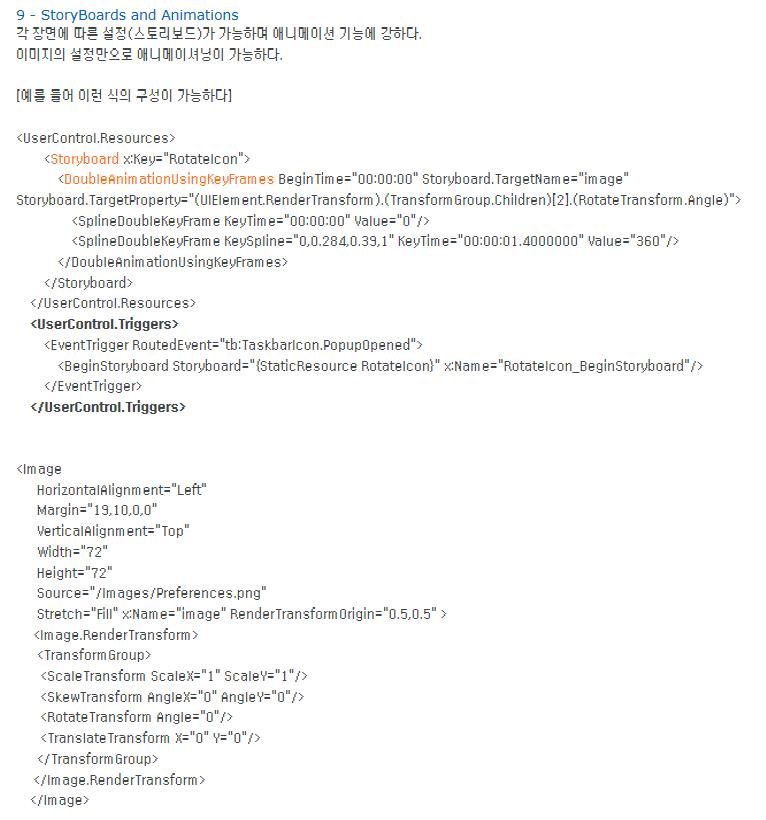 9 - StoryBoards and Animations
각 장면에 따른 설정(스토리보드)가 가능하며 애니메이션 기능에 강하다.
이미지의 설정만으로 애니메이셔닝이 가능하다.
[예를 들어 이런 식의 구성이 가능하다]
<UserControl.Resources>
<Storyboard x:Key="RotateIcon">
<DoubleAnimationUsingKeyFrames BeginTime="00:00:00" Storyboard.TargetName="image"
Storyboard.TargetProperty="(UIElement.RenderTransform).(TransformGroup.Children)[2].(RotateTransform.Angle)">
<SplineDoubleKeyFrame KeyTime="00:00:00" Value="0"/>
<SplineDoubleKeyFrame KeySpline="0,0.284,0.39,1" KeyTime="00:00:01.4000000" Value="360"/>
</DoubleAnimationUsingKeyFrames>
</Storyboard>
</UserControl.Resources>
<UserControl.Triggers>
<EventTrigger RoutedEvent="tb:TaskbarIcon.PopupOpened">
<BeginStoryboard Storyboard="{StaticResource RotateIcon}" x:Name="RotateIcon_BeginStoryboard"/>
</EventTrigger>
</UserControl.Triggers>
<Image
HorizontalAlignment="Left"
Margin="19,10,0,0"
VerticalAlignment="Top"
Width="72"
Height="72"
Source="/Images/Preferences.png"
Stretch="Fill" x:Name="image" RenderTransformOrigin="0.5,0.5" >
<Image.RenderTransform>
<TransformGroup>
<ScaleTransform ScaleX="1" ScaleY="1"/>
<SkewTransform AngleX="0" AngleY="0"/>
<RotateTransform Angle="0"/>
<TranslateTransform X="0" Y="0"/>
</TransformGroup>
</Image.RenderTransform>
</Image>